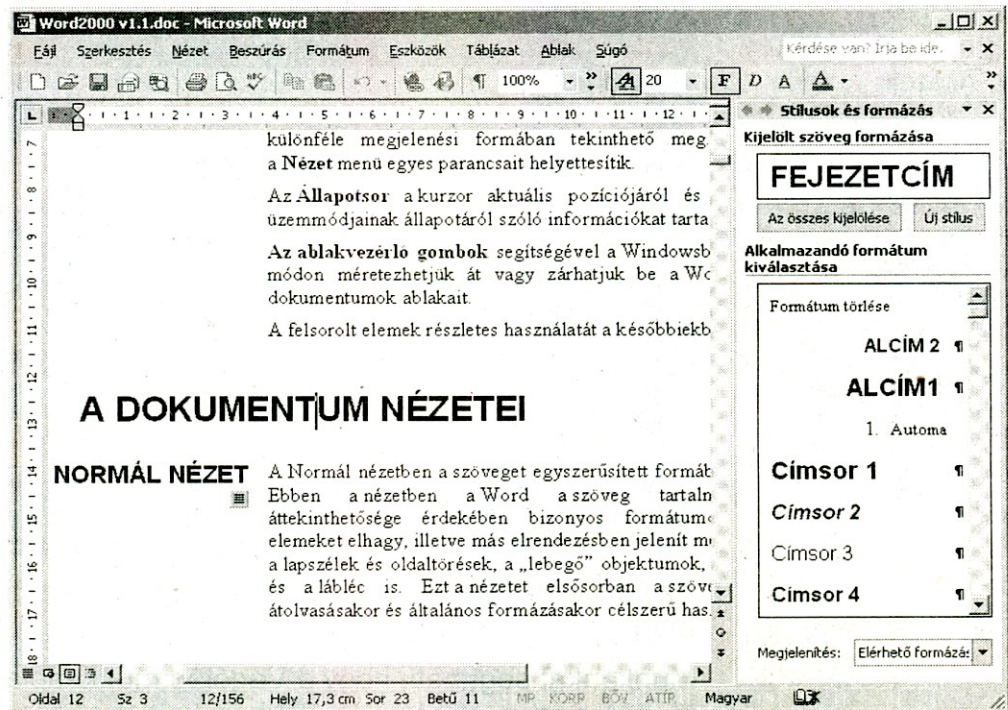 Word2000 v1.1.doc - Microsoft Word
Fájl Szerkesztés Nézet Beszúrás Formátum Eszközök Táblázat Ablak Súgó Kérdése van? Írja be ide.
100% 20 F D A A
különféle megjelenési formában tekinthető meg.
a Nézet menü egyes parancsait helyettesítik.
Az Állapotsor a kurzor aktuális pozíciójáról és
üzemmódjainak állapotáról szóló információkat tarta
Az ablakvezérlő gombok segítségével a Windowsb
módon méretezhetjük át vagy zárhatjuk be a Wo
dokumentumok ablakait.
A felsorolt elemek részletes használatát a későbbiekb
A DOKUMENTUM NÉZETEI
NORMÁL NÉZET
A Normál nézetben a szöveget egyszerűsített formáb
Ebben a nézetben a Word a szöveg tartaln
áttekinthetősége érdekében bizonyos formátum
elemeket elhagy, illetve más elrendezésben jelenít m
a lapszélek és oldaltörések, a „lebegő” objektumok,
és a lábléc is. Ezt a nézetet elsősorban a szöve
átolvasásakor és általános formázásakor célszerű has
Stílusok és formázás
Kijelölt szöveg formázása
FEJEZETCÍM
Az összes kijelölése Új stílus
Alkalmazandó formátum
kiválasztása
Formátum törlése
ALCÍM 2 ¶
ALCÍM1 ¶
1. Automa
Címsor 1 ¶
Címsor 2 ¶
Címsor 3 ¶
Címsor 4 ¶
Megjelenítés: Elérhető formázás
Oldal 12 Sz 3 12/156 Hely 17,3 cm Sor 23 Betű 11 MR KORR BŐV ÁTÍR Magyar